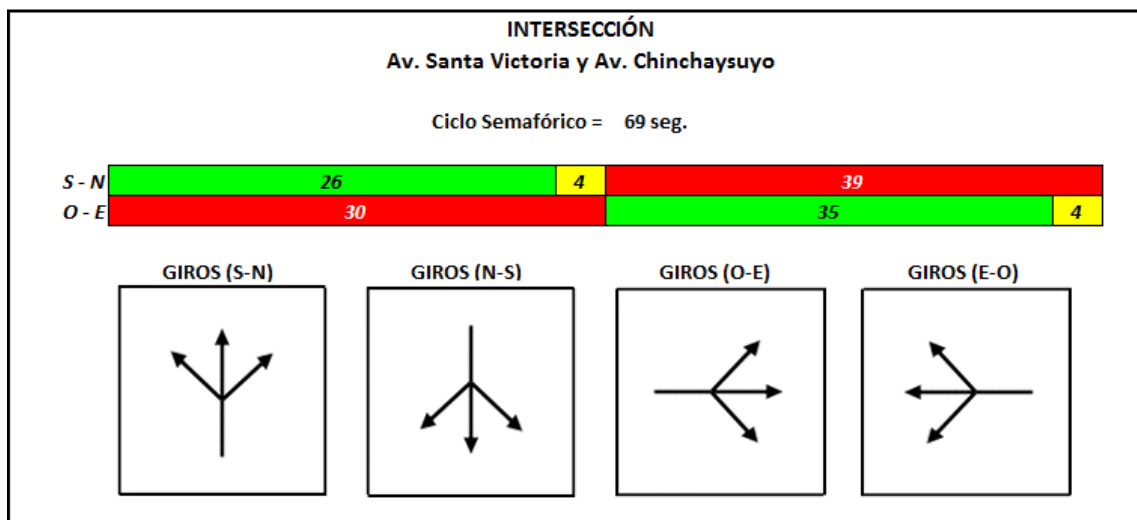 INTERSECCIÓN
Av. Santa Victoria y Av. Chinchaysuyo
Ciclo Semafórico = 69 seg.
S - N 26 4 39
O - E 30 35 4
GIROS (S-N) GIROS (N-S) GIROS (O-E) GIROS (E-O)